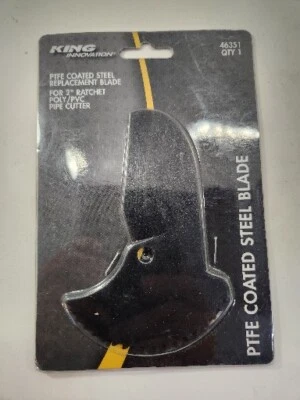 KING
INNOVATION
46351
QTY 1
PTFE COATED STEEL
REPLACEMENT BLADE
FOR 2" RATCHET
POLY/PVC
PIPE CUTTER
PTFE COATED STEEL BLADE